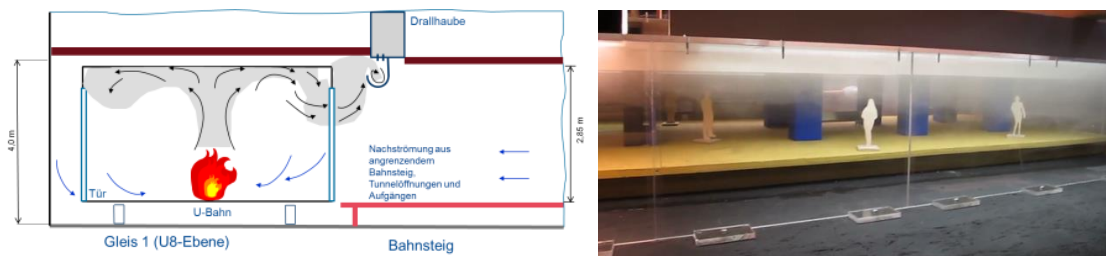 Drallhaube
4,0 m
2,85 m
Nachströmung aus
angrenzendem
Bahnsteig,
Tunnelöffnungen und
Aufgängen
Tür
U-Bahn
Gleis 1 (U8-Ebene)
Bahnsteig